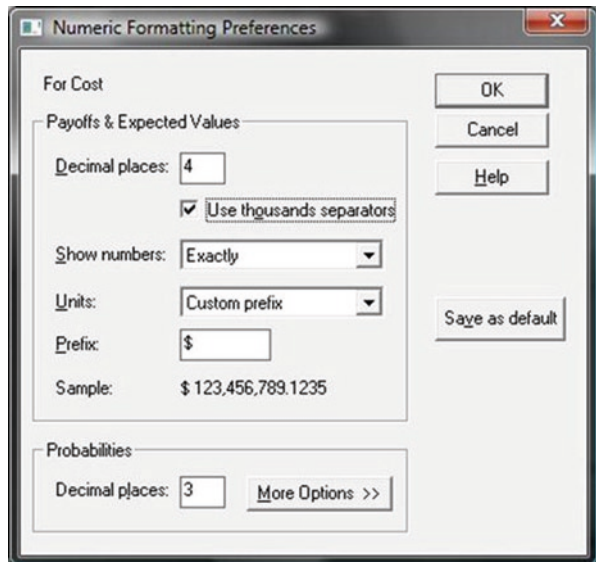 Numeric Formatting Preferences
For Cost
OK
Payoffs & Expected Values
Cancel
Decimal places: 4
Help
Use thousands separators
Show numbers: Exactly
Units: Custom prefix
Save as default
Prefix: $
Sample: $ 123,456,789.1235
Probabilities
Decimal places: 3 More Options >>